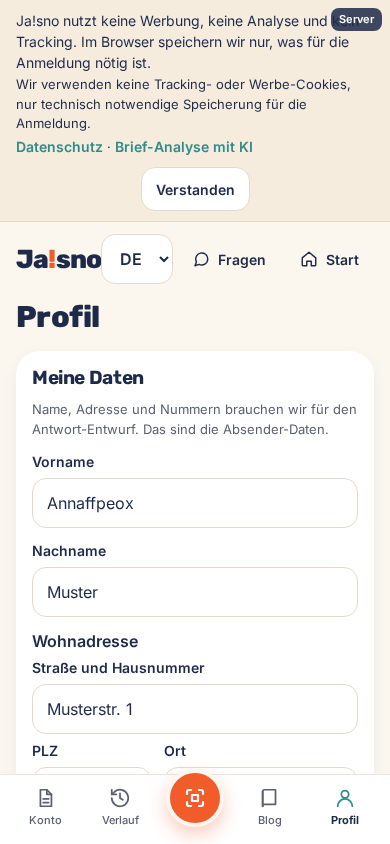 Ja!sno nutzt keine Werbung, keine Analyse und
Server
Tracking. Im Browser speichern wir nur, was für die
Anmeldung nötig ist.
Wir verwenden keine Tracking- oder Werbe-Cookies,
nur technisch notwendige Speicherung für die
Anmeldung.
Datenschutz · Brief-Analyse mit KI
Verstanden
Ja!sno DE Fragen Start
Profil
Meine Daten
Name, Adresse und Nummern brauchen wir für den
Antwort-Entwurf. Das sind die Absender-Daten.
Vorname
Annaffpeox
Nachname
Muster
Wohnadresse
Straße und Hausnummer
Musterstr. 1
PLZ Ort
Konto Verlauf Blog Profil